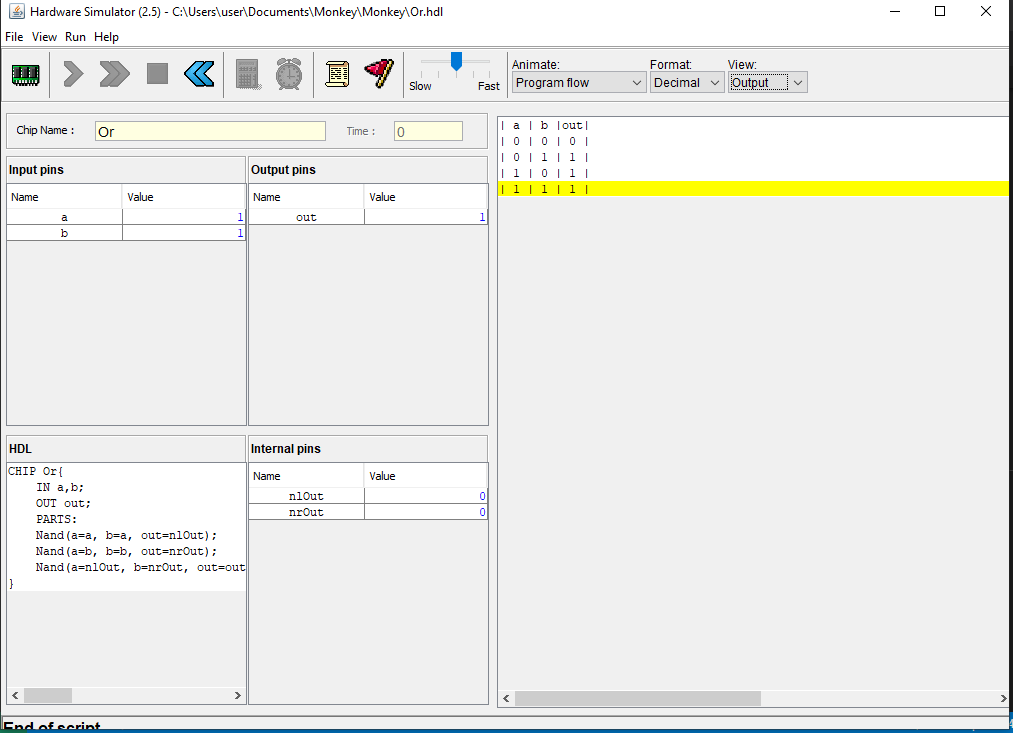 Hardware Simulator (2.5) - C:\Users\user\Documents\Monkey\Monkey\Or.hdl
File View Run Help
Slow Fast
Animate: Format: View:
Program flow Decimal Output
Chip Name : Or Time : 0
Input pins
Name Value
a 1
b 1
Output pins
Name Value
out 1
HDL
CHIP Or{
IN a,b;
OUT out;
PARTS:
Nand(a=a, b=a, out=nlOut);
Nand(a=b, b=b, out=nrOut);
Nand(a=nlOut, b=nrOut, out=out
}
Internal pins
Name Value
nlOut 0
nrOut 0
| a | b |out|
| 0 | 0 | 0 |
| 0 | 1 | 1 |
| 1 | 0 | 1 |
| 1 | 1 | 1 |
End of script